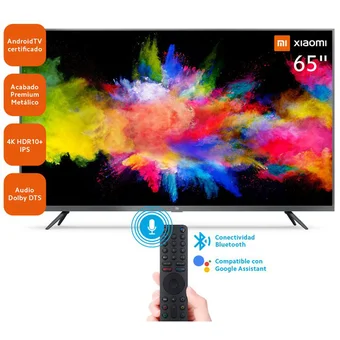 AndroidTV
certificado
Acabado
Premium
Metálico
4K HDR10+
iPS
Audio
Dolby DTS
mi xiaomi
65"
Conectividad
Bluetooth
Compatible con
Google Assistant